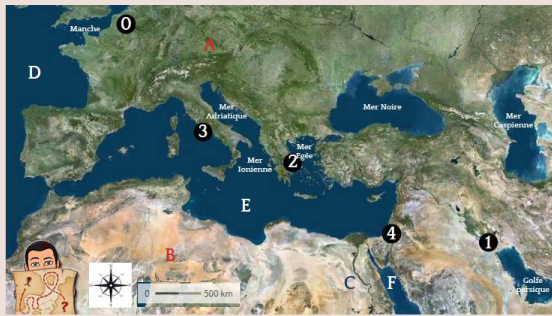 Manche
0
A
D
Mer
Adriatique
3
Mer
Ionienne
Mer
Egée
2
Mer Noire
Mer
Caspienne
E
B
4
1
C
F
Golfe
persique
0
500 km
?